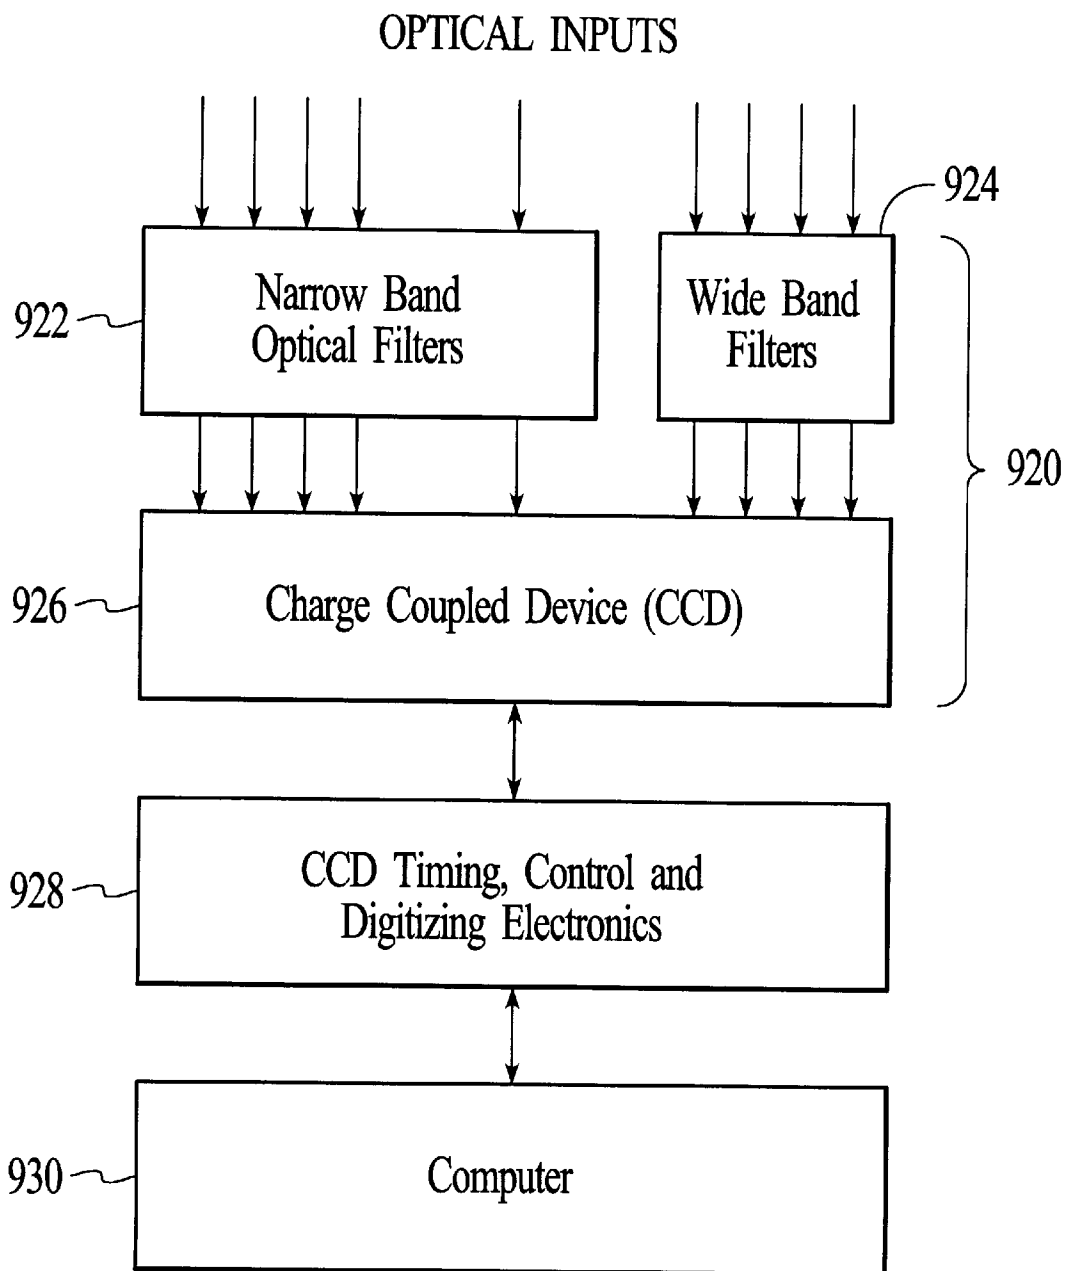 OPTICAL INPUTS
924
922
Narrow Band
Optical Filters
Wide Band
Filters
920
926
Charge Coupled Device (CCD)
928
CCD Timing, Control and
Digitizing Electronics
930
Computer